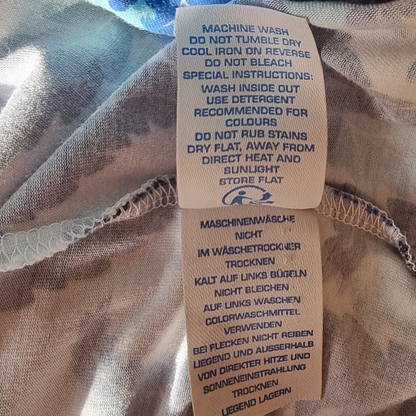 MACHINE WASH
DO NOT TUMBLE DRY
COOL IRON ON REVERSE
DO NOT BLEACH
SPECIAL INSTRUCTIONS:
WASH INSIDE OUT
USE DETERGENT
RECOMMENDED FOR
COLOURS
DO NOT RUB STAINS
DRY FLAT, AWAY FROM
DIRECT HEAT AND
SUNLIGHT
STORE FLAT
MASCHINENWÄSCHE
NICHT
IM WÄSCHETROCKNER
TROCKNEN
KALT AUF LINKS BÜGELN
NICHT BLEICHEN
AUF LINKS WASCHEN
COLORWASCHMITTEL
VERWENDEN
BEI FLECKEN NICHT REIBEN
LIEGEND UND AUSSERHALB
VON DIREKTER HITZE UND
SONNENEINSTRAHLUNG
TROCKNEN
LIEGEND LAGERN